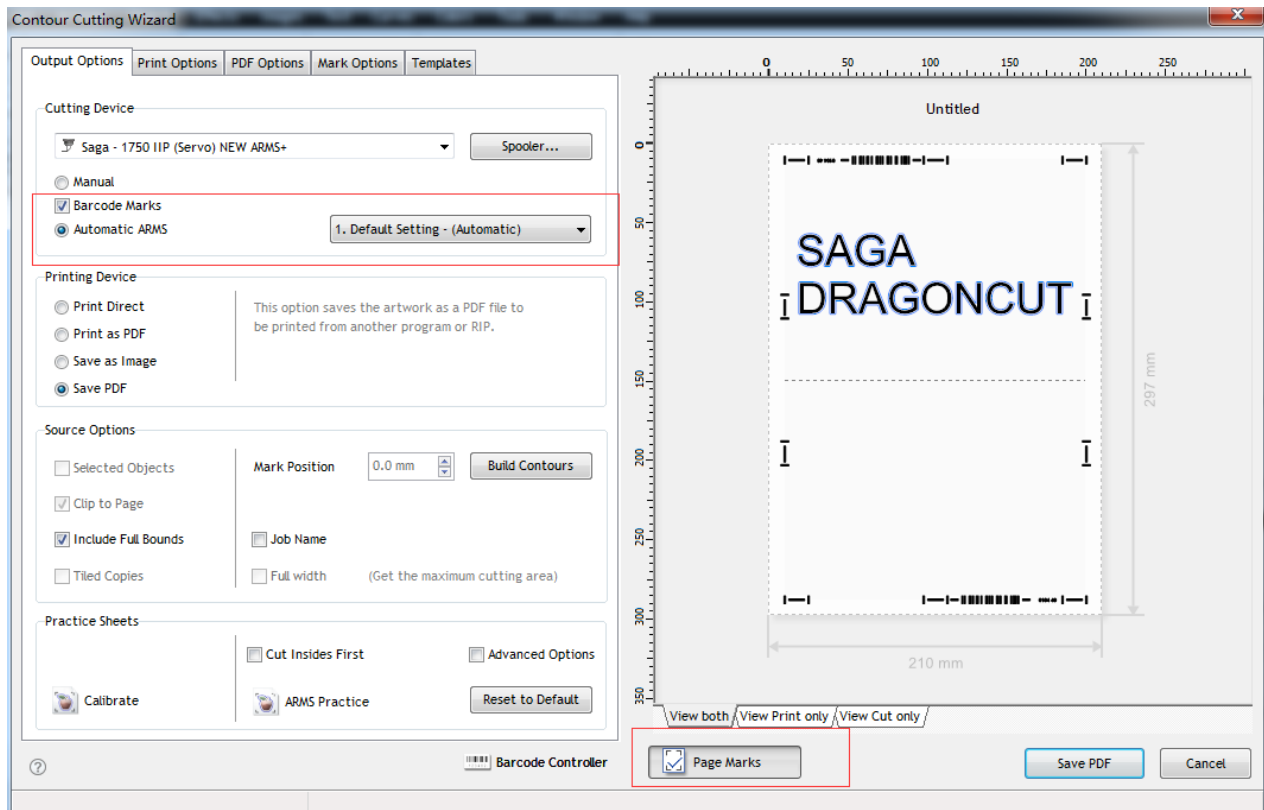 Contour Cutting Wizard
Output Options Print Options PDF Options Mark Options Templates
Cutting Device
Saga - 1750 IIP (Servo) NEW ARMS+ Spooler...
Manual
Barcode Marks
Automatic ARMS 1. Default Setting - (Automatic)
Printing Device
Print Direct This option saves the artwork as a PDF file to
Print as PDF be printed from another program or RIP.
Save as Image
Save PDF
Source Options
Selected Objects Mark Position 0.0 mm Build Contours
Clip to Page
Include Full Bounds Job Name
Tiled Copies Full width (Get the maximum cutting area)
Practice Sheets
Cut Insides First Advanced Options
Calibrate ARMS Practice Reset to Default
Barcode Controller
0 50 100 150 200 250
0
50
100
150
200
250
300
350
Untitled
SAGA
DRAGONCUT
297 mm
210 mm
View both View Print only View Cut only
Page Marks Save PDF Cancel